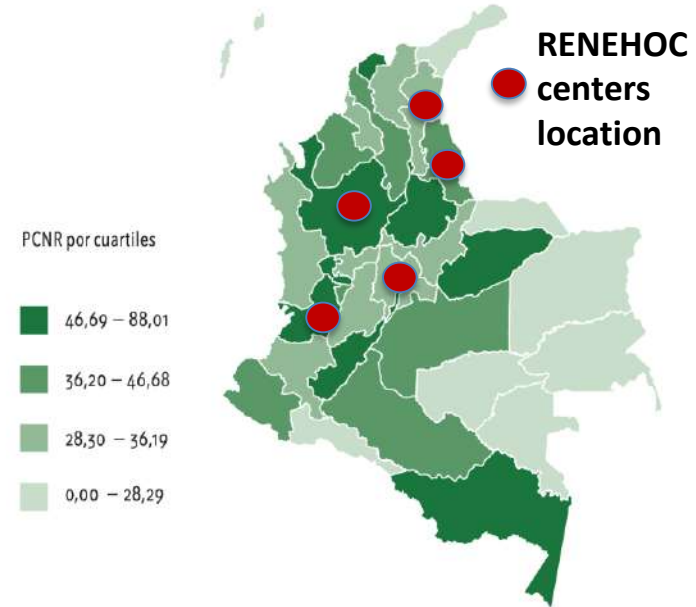 RENEHOC
centers
location
PCNR por cuartiles
46,69 – 88,01
36,20 – 46,68
28,30 – 36,19
0,00 – 28,29